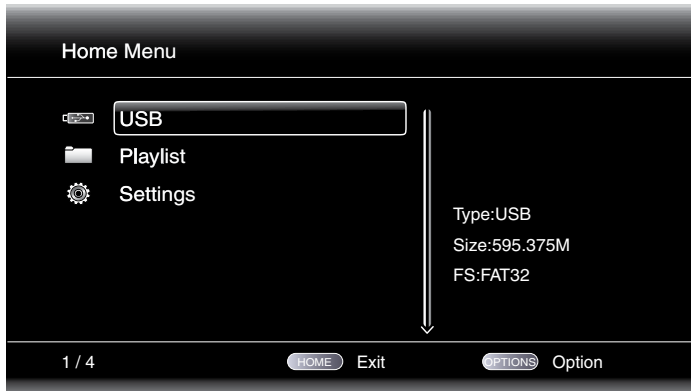 Home Menu
USB
Playlist
Settings
Type:USB
Size:595.375M
FS:FAT32
1 / 4 HOME Exit OPTIONS Option